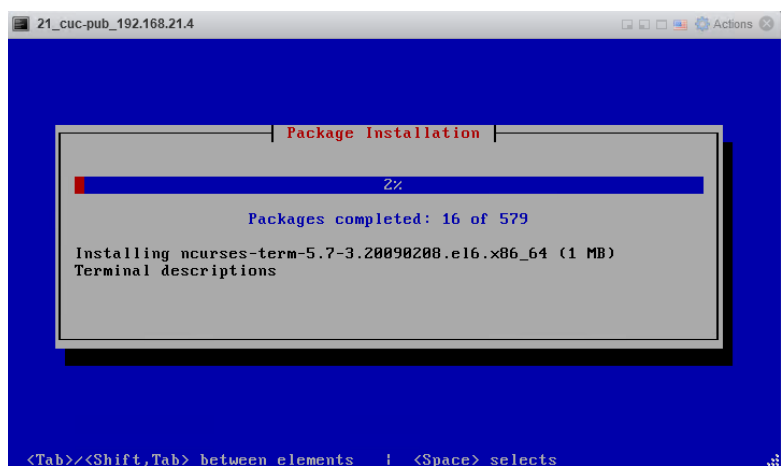 21_cuc-pub_192.168.21.4 Actions
Package Installation
2%
Packages completed: 16 of 579
Installing ncurses-term-5.7-3.20090208.el6.x86_64 (1 MB)
Terminal descriptions
<Tab>/<Shift,Tab> between elements | <Space> selects